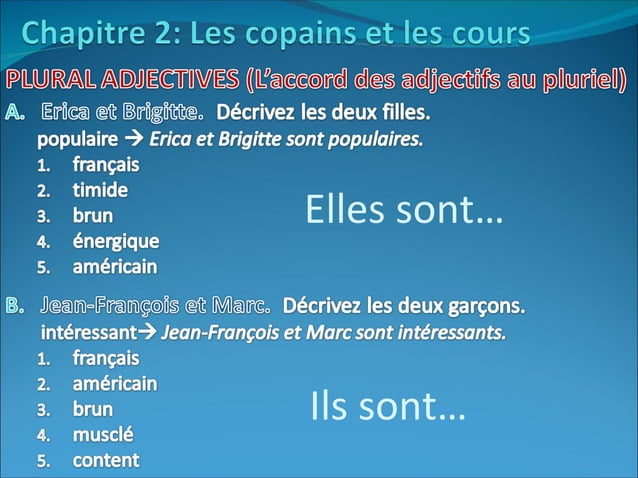 Chapitre 2: Les copains et les cours
PLURAL ADJECTIVES (L'accord des adjectifs au pluriel)
A. Erica et Brigitte. Décrivez les deux filles.
populaire → Erica et Brigitte sont populaires.
1. français
2. timide
3. brun
4. énergique
5. américain
Elles sont…
B. Jean-François et Marc. Décrivez les deux garçons.
intéressant→ Jean-François et Marc sont intéressants.
1. français
2. américain
3. brun
4. musclé
5. content
Ils sont…